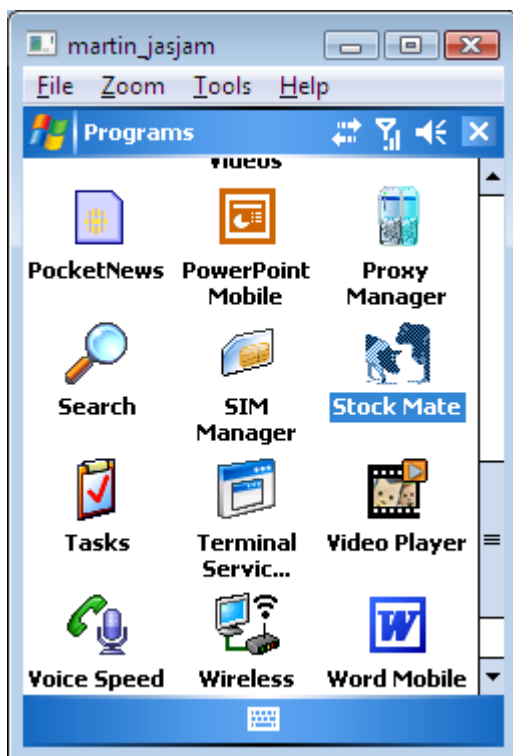 martin_jasjam
File Zoom Tools Help
Programs
Videos
PocketNews PowerPoint Mobile Proxy Manager
Search SIM Manager Stock Mate
Tasks Terminal Servic... Video Player
Voice Speed Wireless Word Mobile